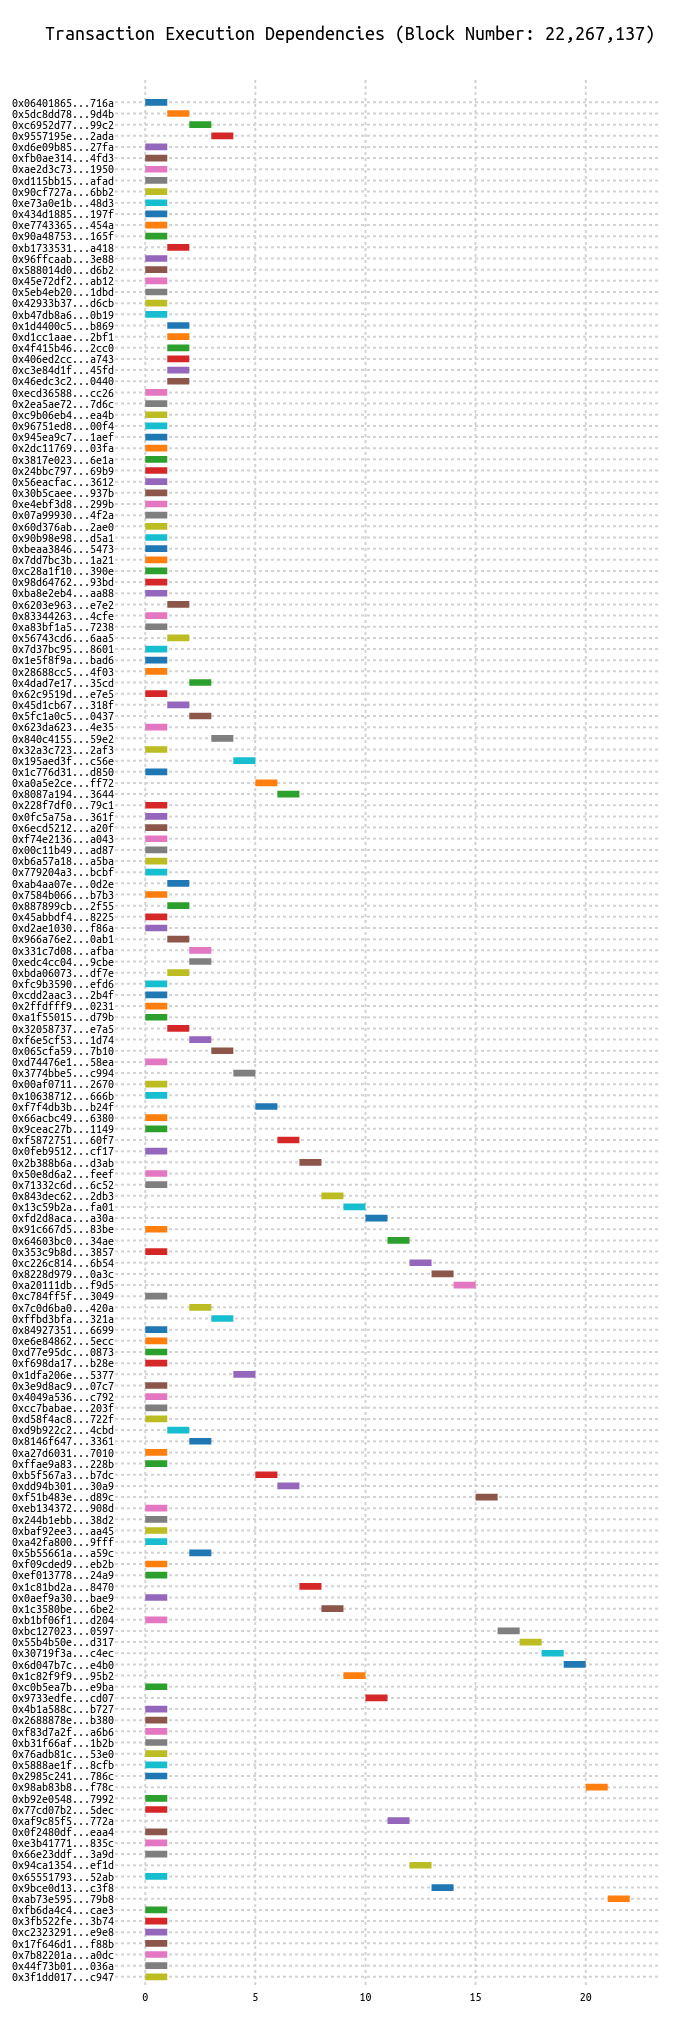 Transaction Execution Dependencies (Block Number: 22,267,137)
0x06401865...716a
0x5dc8dd78...9d4b
0xc6952d77...99c2
0x9557195e...2ada
0xd6e09b85...27fa
0xfb0ae314...4fd3
0xae2d3c73...1950
0xd115bb15...afad
0x90cf727a...6bb2
0xe73a0e1b...48d3
0x434d1885...197f
0xe7743365...454a
0x90a48753...165f
0xb1733531...a418
0x96ffcaab...3e88
0x588014d0...d6b2
0x45e72df2...ab12
0x5eb4eb20...1dbd
0x42933b37...d6cb
0xb47db8a6...0b19
0x1d4400c5...b869
0xd1cc1aae...2bf1
0x4f415b46...2cc0
0x406ed2cc...a743
0xc3e84d1f...45fd
0x46edc3c2...0440
0xecd36588...cc26
0x2ea5ae72...7d6c
0xc9b06eb4...ea4b
0x96751ed8...00f4
0x945ea9c7...1aef
0x2dc11769...03fa
0x3817e023...6e1a
0x24bbc797...69b9
0x56eacfac...3612
0x30b5caee...937b
0xe4ebf3d8...299b
0x07a99930...4f2a
0x60d376ab...2ae0
0x90b98e98...d5a1
0xbeaa3846...5473
0x7dd7bc3b...1a21
0xc28a1f10...390e
0x98d64762...93bd
0xba8e2eb4...aa88
0x6203e963...e7e2
0x83344263...4cfe
0xa83bf1a5...7238
0x56743cd6...6aa5
0x7d37bc95...8601
0x1e5f8f9a...bad6
0x28688cc5...4f03
0x4dad7e17...35cd
0x62c9519d...e7e5
0x45d1cb67...318f
0x5fc1a0c5...0437
0x623da623...4e35
0x840c4155...59e2
0x32a3c723...2af3
0x195aed3f...c56e
0x1c776d31...d850
0xa0a5e2ce...ff72
0x8087a194...3644
0x228f7df0...79c1
0x0fc5a75a...361f
0x6ecd5212...a20f
0xf74e2136...a043
0x00c11b49...ad87
0xb6a57a18...a5ba
0x779204a3...bcbf
0xab4aa07e...0d2e
0x7584b066...b7b3
0x887899cb...2f55
0x45abbdf4...8225
0xd2ae1030...f86a
0x966a76e2...0ab1
0x331c7d08...afba
0xedc4cc04...9cbe
0xbda06073...df7e
0xfc9b3590...efd6
0xcdd2aac3...2b4f
0x2ffdfff9...0231
0xa1f55015...d79b
0x32058737...e7a5
0xf6e5cf53...1d74
0x065cfa59...7b10
0xd74476e1...58ea
0x3774bbe5...c994
0x00af0711...2670
0x10638712...666b
0xf7f4db3b...b24f
0x66acbc49...6380
0x9ceac27b...1149
0xf5872751...60f7
0x0feb9512...cf17
0x2b388b6a...d3ab
0x50e8d6a2...feef
0x71332c6d...6c52
0x843dec62...2db3
0x13c59b2a...fa01
0xfd2d8aca...a30a
0x91c667d5...83be
0x64603bc0...34ae
0x353c9b8d...3857
0xc226c814...6b54
0x8228d979...0a3c
0xa20111db...f9d5
0xc784ff5f...3049
0x7c0d6ba0...420a
0xffbd3bfa...321a
0x84927351...6699
0xe6e84862...5ecc
0xd77e95dc...0873
0xf698da17...b28e
0x1dfa206e...5377
0x3e9d8ac9...07c7
0x4049a536...c792
0xcc7babae...203f
0xd58f4ac8...722f
0xd9b922c2...4cbd
0x8146f647...3361
0xa27d6031...7010
0xffae9a83...228b
0xb5f567a3...b7dc
0xdd94b301...30a9
0xf51b483e...d89c
0xeb134372...908d
0x244b1ebb...38d2
0xbaf92ee3...aa45
0xa42fa800...9fff
0x5b55661a...a59c
0xf09cded9...eb2b
0xef013778...24a9
0x1c81bd2a...8470
0x0aef9a30...bae9
0x1c3580be...6be2
0xb1bf06f1...d204
0xbc127023...0597
0x55b4b50e...d317
0x30719f3a...c4ec
0x6d047b7c...e4b0
0x1c82f9f9...95b2
0xc0b5ea7b...e9ba
0x9733edfe...cd07
0x4b1a588c...b727
0x2688878e...b380
0xf83d7a2f...a6b6
0xb31f66af...1b2b
0x76adb81c...53e0
0x5888ae1f...8cfb
0x2985c241...786c
0x98ab83b8...f78c
0xb92e0548...7992
0x77cd07b2...5dec
0xaf9c85f5...772a
0x0f2480df...eaa4
0xe3b41771...835c
0x66e23ddf...3a9d
0x94ca1354...ef1d
0x65551793...52ab
0x9bce0d13...c3f8
0xab73e595...79b8
0xfb6da4c4...cae3
0x3fb522fe...3b74
0xc2323291...e9e8
0x17f646d1...f88b
0x7b82201a...a0dc
0x44f73b01...036a
0x3f1dd017...c947
0 5 10 15 20